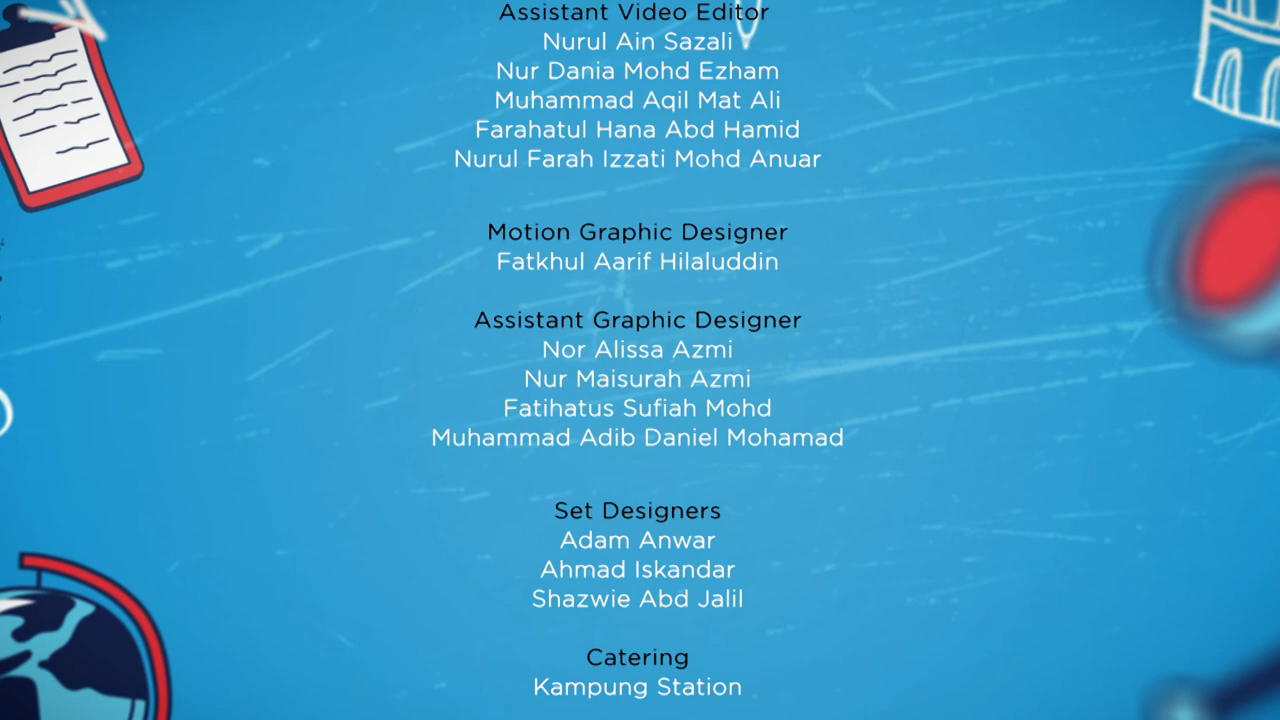 Assistant Video Editor
Nurul Ain Sazali
Nur Dania Mohd Ezham
Muhammad Aqil Mat Ali
Farahatul Hana Abd Hamid
Nurul Farah Izzati Mohd Anuar
Motion Graphic Designer
Fatkhul Aarif Hilaluddin
Assistant Graphic Designer
Nor Alissa Azmi
Nur Maisurah Azmi
Fatihatus Sufiah Mohd
Muhammad Adib Daniel Mohamad
Set Designers
Adam Anwar
Ahmad Iskandar
Shazwie Abd Jalil
Catering
Kampung Station